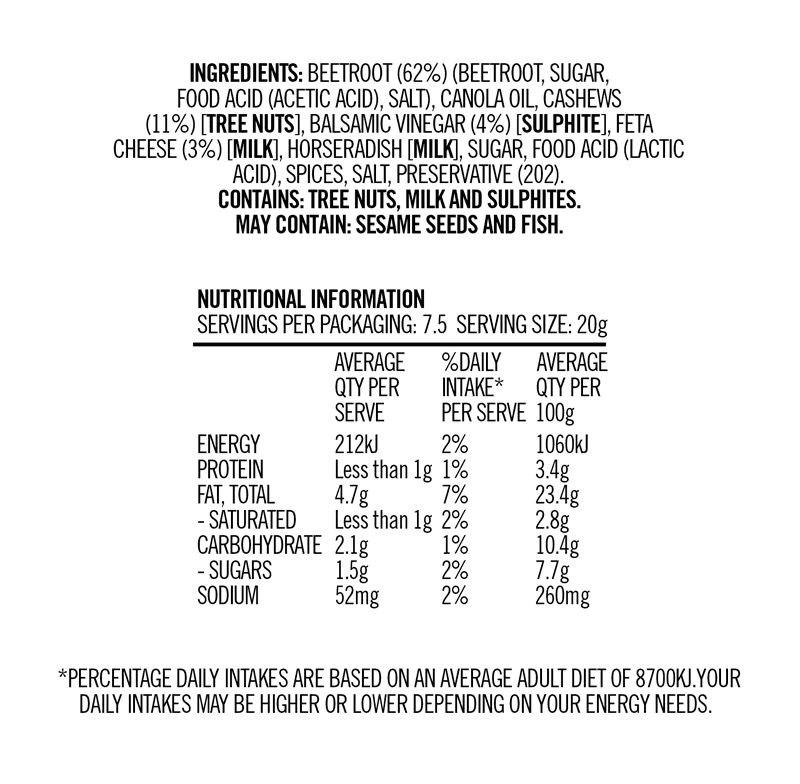 INGREDIENTS: BEETROOT (62%) (BEETROOT, SUGAR,
FOOD ACID (ACETIC ACID), SALT), CANOLA OIL, CASHEWS
(11%) [TREE NUTS], BALSAMIC VINEGAR (4%) [SULPHITE], FETA
CHEESE (3%) [MILK], HORSERADISH [MILK], SUGAR, FOOD ACID (LACTIC
ACID), SPICES, SALT, PRESERVATIVE (202).
CONTAINS: TREE NUTS, MILK AND SULPHITES.
MAY CONTAIN: SESAME SEEDS AND FISH.
NUTRITIONAL INFORMATION
SERVINGS PER PACKAGING: 7.5 SERVING SIZE: 20g
AVERAGE %DAILY AVERAGE
QTY PER INTAKE* QTY PER
SERVE PER SERVE 100g
ENERGY 212kJ 2% 1060kJ
PROTEIN Less than 1g 1% 3.4g
FAT, TOTAL 4.7g 7% 23.4g
- SATURATED Less than 1g 2% 2.8g
CARBOHYDRATE 2.1g 1% 10.4g
- SUGARS 1.5g 2% 7.7g
SODIUM 52mg 2% 260mg
*PERCENTAGE DAILY INTAKES ARE BASED ON AN AVERAGE ADULT DIET OF 8700KJ.YOUR
DAILY INTAKES MAY BE HIGHER OR LOWER DEPENDING ON YOUR ENERGY NEEDS.